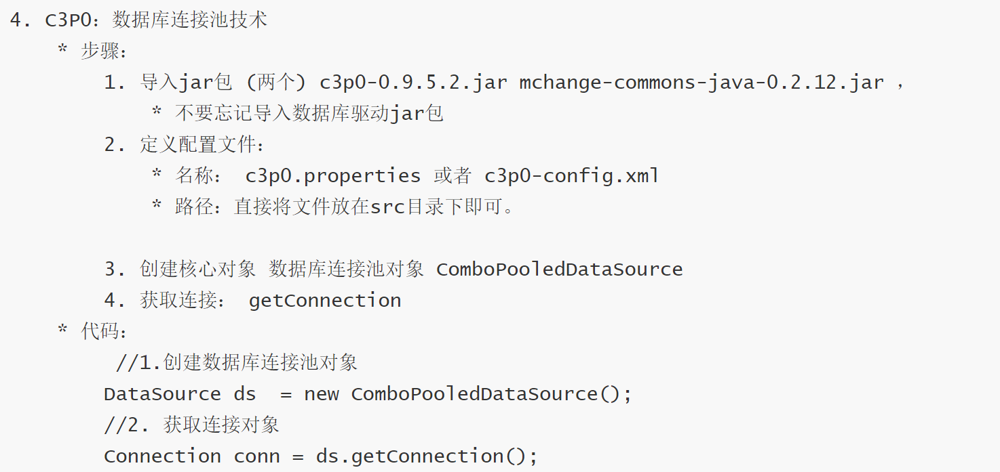 4. C3P0：数据库连接池技术
* 步骤：
1. 导入jar包 (两个) c3p0-0.9.5.2.jar mchange-commons-java-0.2.12.jar ，
* 不要忘记导入数据库驱动jar包
2. 定义配置文件：
* 名称： c3p0.properties 或者 c3p0-config.xml
* 路径：直接将文件放在src目录下即可。
3. 创建核心对象 数据库连接池对象 ComboPooledDataSource
4. 获取连接： getConnection
* 代码：
//1.创建数据库连接池对象
DataSource ds  = new ComboPooledDataSource();
//2. 获取连接对象
Connection conn = ds.getConnection();